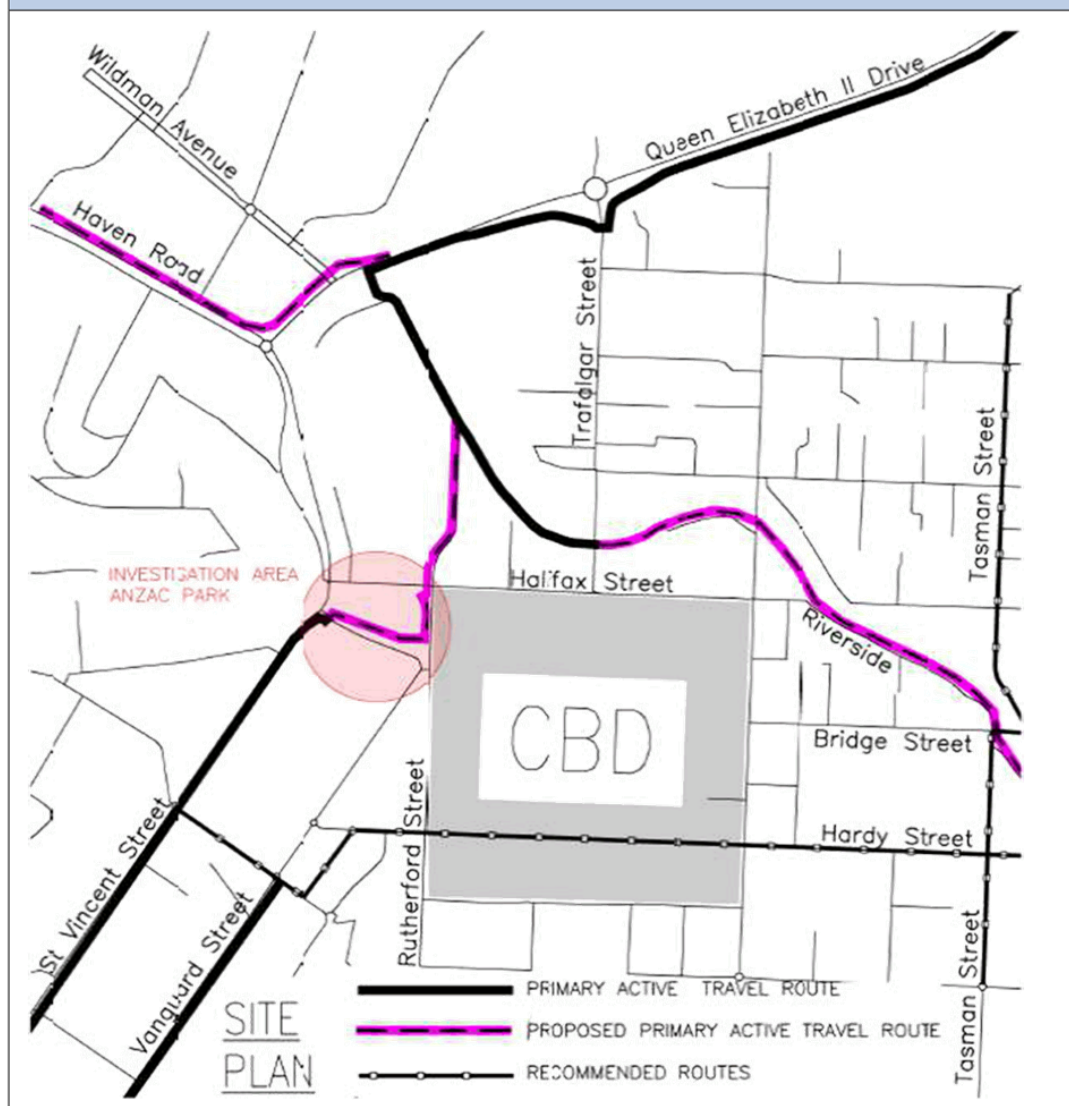 Wildman Avenue
Queen Elizabeth II Drive
Haven Road
Trafalgar Street
Tasman Street
INVESTIGATION AREA
ANZAC PARK
Halifax Street
Riverside
CBD
Bridge Street
Hardy Street
St Vincent Street
Vanguard Street
Rutherford Street
Tasman Street
SITE
PLAN
PRIMARY ACTIVE TRAVEL ROUTE
PROPOSED PRIMARY ACTIVE TRAVEL ROUTE
RECOMMENDED ROUTES